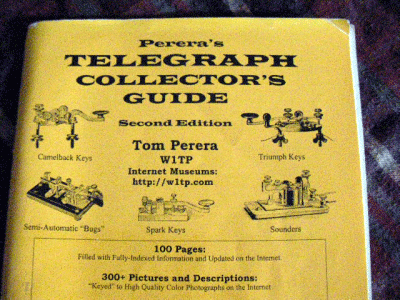 Perera's
TELEGRAPH
COLLECTOR'S
GUIDE
Second Edition
Tom Perera
W1TP
Internet Museums:
http://w1tp.com
Camelback Keys
Triumph Keys
Semi-Automatic "Bugs"
Spark Keys
Sounders
100 Pages:
Filled with Fully-Indexed Information and Updated on the Internet
300+ Pictures and Descriptions:
"Keyed" to High Quality Color Photographs on the Internet